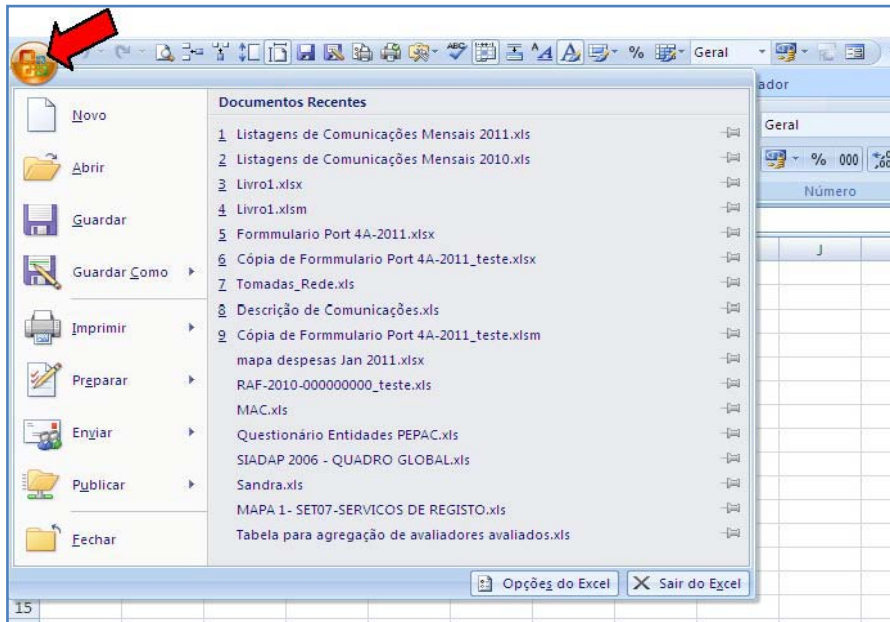 % Geral
ador
Geral
% 000
Número
J
Novo
Abrir
Guardar
Guardar Como
Imprimir
Preparar
Enviar
Publicar
Fechar
Documentos Recentes
1 Listagens de Comunicações Mensais 2011.xls
2 Listagens de Comunicações Mensais 2010.xls
3 Livro1.xlsx
4 Livro1.xlsm
5 Formmulario Port 4A-2011.xlsx
6 Cópia de Formmulario Port 4A-2011_teste.xlsx
7 Tomadas_Rede.xls
8 Descrição de Comunicações.xls
9 Cópia de Formmulario Port 4A-2011_teste.xlsm
mapa despesas Jan 2011.xlsx
RAF-2010-000000000_teste.xls
MAC.xls
Questionário Entidades PEPAC.xls
SIADAP 2006 - QUADRO GLOBAL.xls
Sandra.xls
MAPA 1- SET07-SERVICOS DE REGISTO.xls
Tabela para agregação de avaliadores avaliados.xls
Opções do Excel
Sair do Excel
15